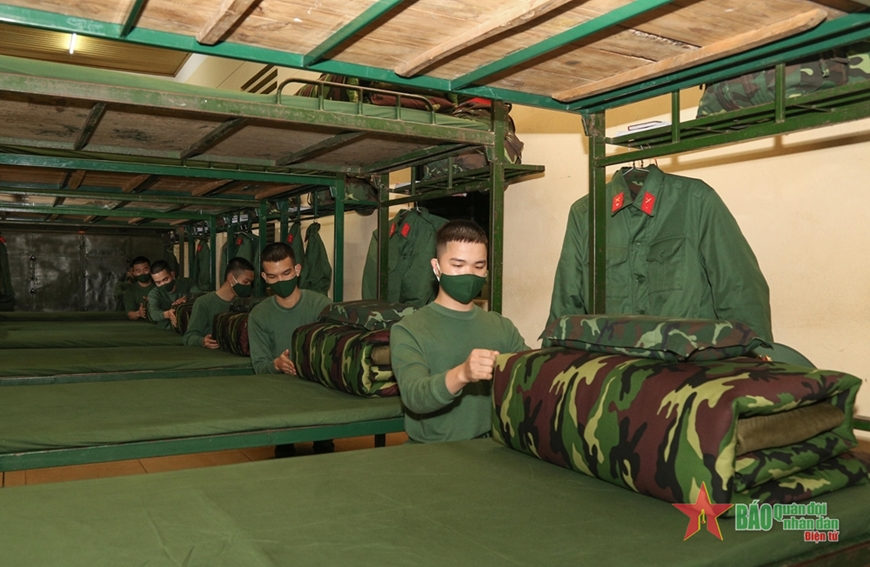 BÁO quân đội
nhân dân
Điện tử